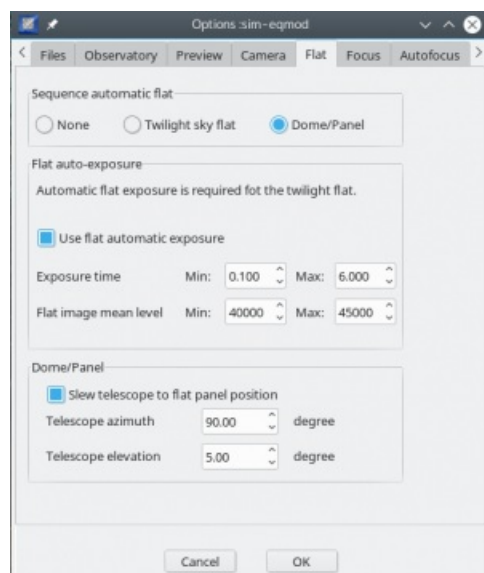 Options :sim-eqmod
Files Observatory Preview Camera Flat Focus Autofocus
Sequence automatic flat
None Twilight sky flat Dome/Panel
Flat auto-exposure
Automatic flat exposure is required fot the twilight flat.
Use flat automatic exposure
Exposure time Min: 0.100 Max: 6.000
Flat image mean level Min: 40000 Max: 45000
Dome/Panel
Slew telescope to flat panel position
Telescope azimuth 90.00 degree
Telescope elevation 5.00 degree
Cancel OK